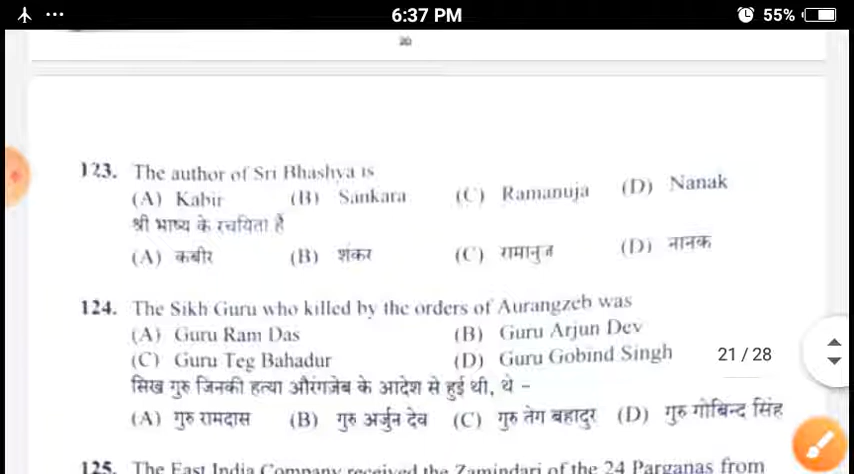 6:37 PM
55%
20
123. The author of Sri Bhashya is
(A) Kabir (B) Sankara (C) Ramanuja (D) Nanak
श्री भाष्य के रचयिता हैं
(A) कबीर (B) शंकर (C) रामानुज (D) नानक
124. The Sikh Guru who killed by the orders of Aurangzeb was
(A) Guru Ram Das (B) Guru Arjun Dev
(C) Guru Teg Bahadur (D) Guru Gobind Singh
21 / 28
सिख गुरु जिनकी हत्या औरंगज़ेब के आदेश से हुई थी, थे –
(A) गुरु रामदास (B) गुरु अर्जुन देव (C) गुरु तेग बहादुर (D) गुरु गोबिन्द सिंह
125. The East India Company received the Zamindari of the 24 Parganas from